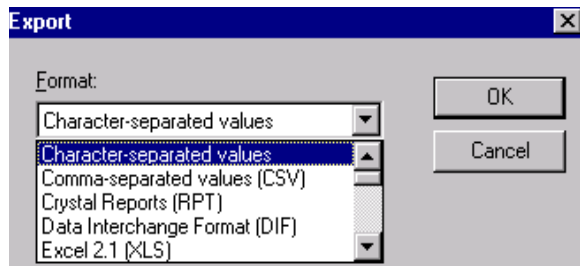 Export
Format:
OK
Character-separated values
Character-separated values
Cancel
Comma-separated values (CSV)
Crystal Reports (RPT)
Data Interchange Format (DIF)
Excel 2.1 (XLS)